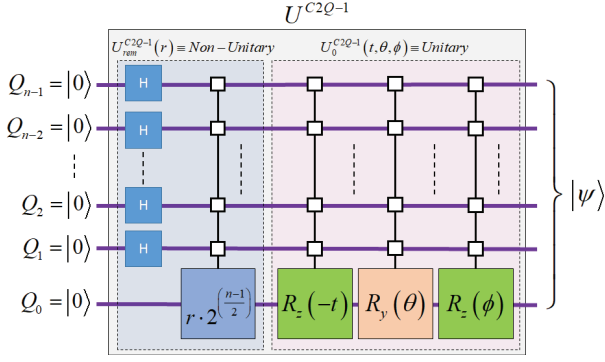 U^{C2Q-1}
U_{rem}^{C2Q-1}(r) ≡ Non-Unitary U_0^{C2Q-1}(t,θ,ϕ) ≡ Unitary
Q_{n-1} = |0⟩ H
Q_{n-2} = |0⟩ H
|ψ⟩
Q_2 = |0⟩ H
Q_1 = |0⟩ H
Q_0 = |0⟩ r·2^{(\frac{n-1}{2})} R_z(-t) R_y(θ) R_z(ϕ)